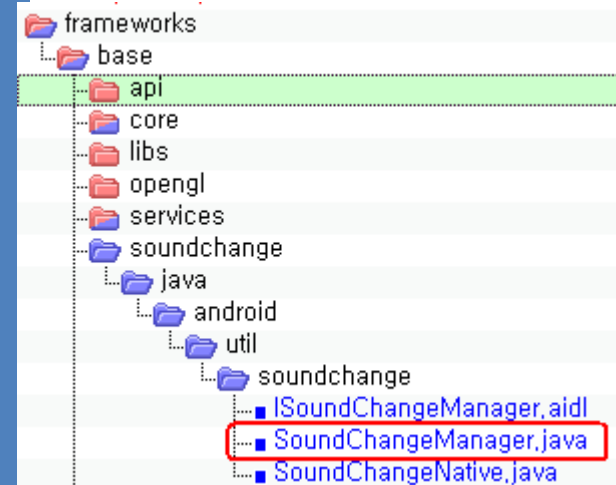 frameworks
base
api
core
libs
opengl
services
soundchange
java
android
util
soundchange
ISoundChangeManager,aidl
SoundChangeManager,java
SoundChangeNative,java